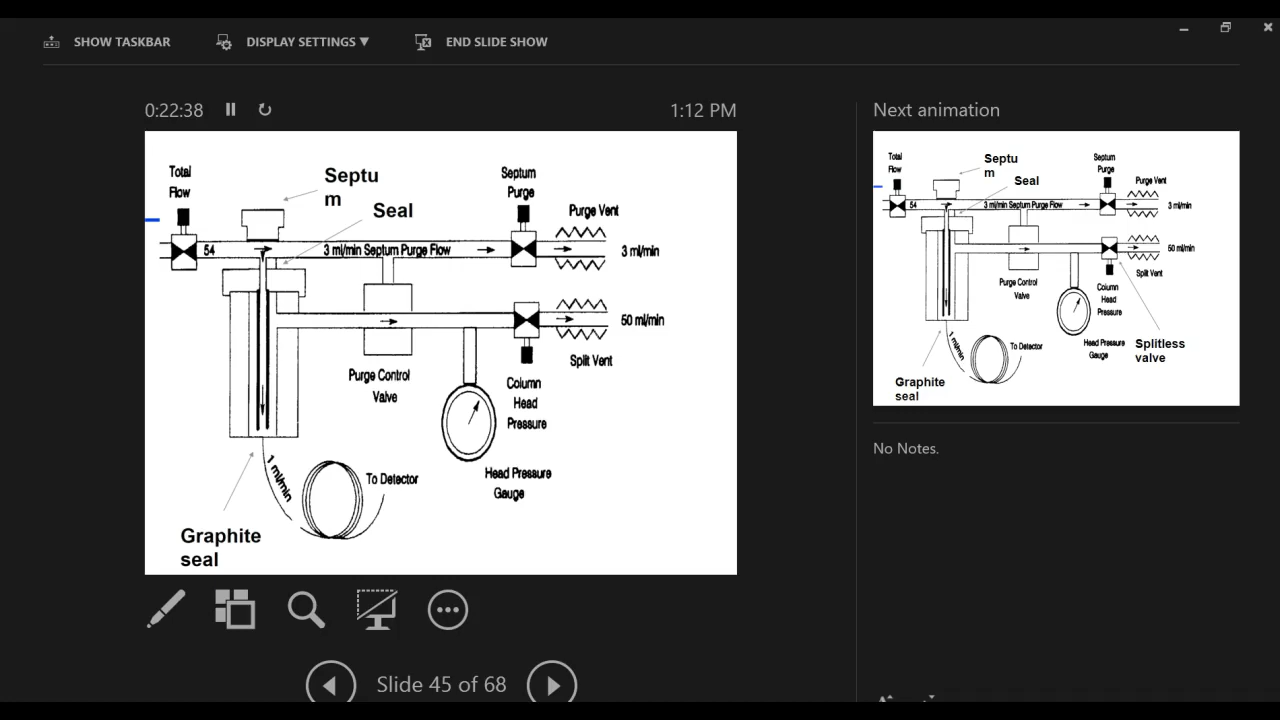 SHOW TASKBAR
DISPLAY SETTINGS ▼
END SLIDE SHOW
0:22:38
1:12 PM
Next animation
Total
Flow
Septu
m
Seal
Septum
Purge
Purge Vent
54
3 ml/min Septum Purge Flow
3 ml/min
50 ml/min
Split Vent
Purge Control
Valve
Column
Head
Pressure
Head Pressure
Gauge
1 ml/min
To Detector
Graphite
seal
Total
Flow
Septu
m
Seal
Septum
Purge
Purge Vent
54
3 ml/min Septum Purge Flow
3 ml/min
50 ml/min
Split Vent
Purge Control
Valve
Column
Head
Pressure
Head Pressure
Gauge
Splitless
valve
1 ml/min
To Detector
Graphite
seal
No Notes.
Slide 45 of 68